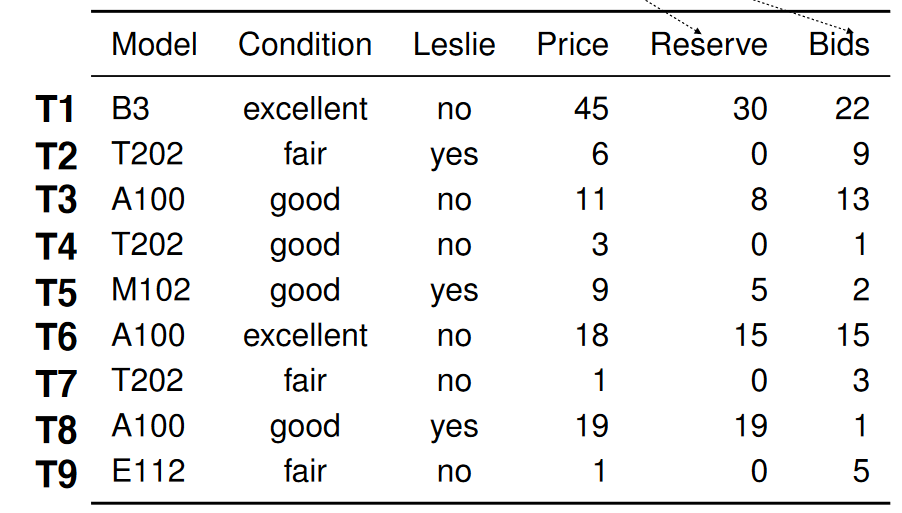 Model Condition Leslie Price Reserve Bids
T1 B3 excellent no 45 30 22
T2 T202 fair yes 6 0 9
T3 A100 good no 11 8 13
T4 T202 good no 3 0 1
T5 M102 good yes 9 5 2
T6 A100 excellent no 18 15 15
T7 T202 fair no 1 0 3
T8 A100 good yes 19 19 1
T9 E112 fair no 1 0 5